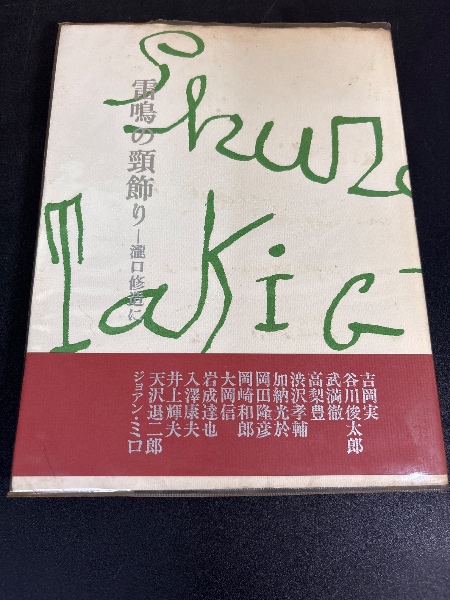 Shuzo
Takig
雷鳴の頸飾り
―瀧口修造に
吉岡実
谷川俊太郎
武満徹
高梨豊
渋沢孝輔
加納光於
岡田隆彦
岡崎和郎
大岡信
岩成達也
入澤康夫
井上輝夫
天沢退二郎
ジョアン・ミロ